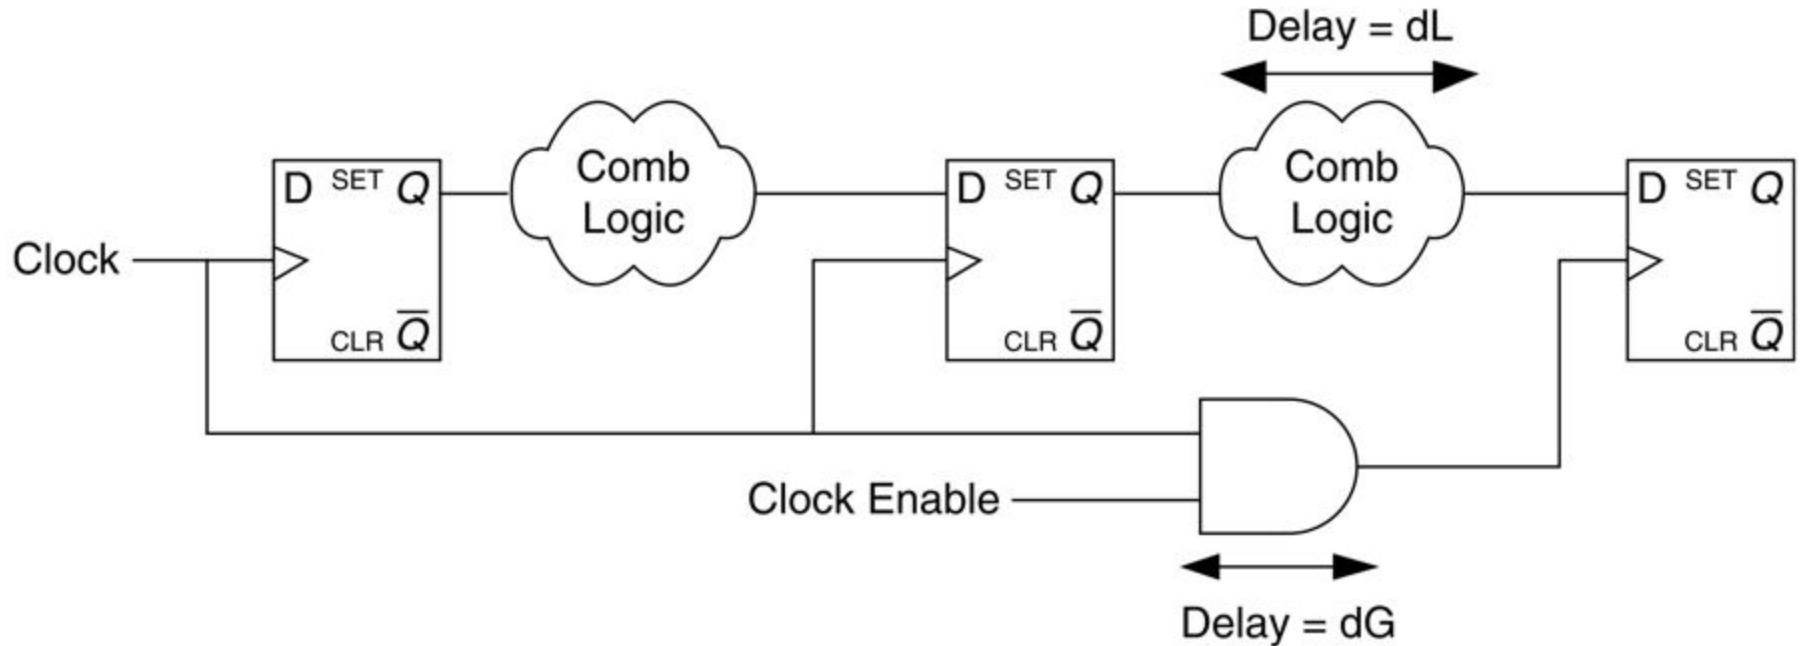 Delay = dL
Comb
Logic
Comb
Logic
D SET Q
D SET Q
D SET Q
Clock
CLR Q̅
CLR Q̅
CLR Q̅
Clock Enable
Delay = dG